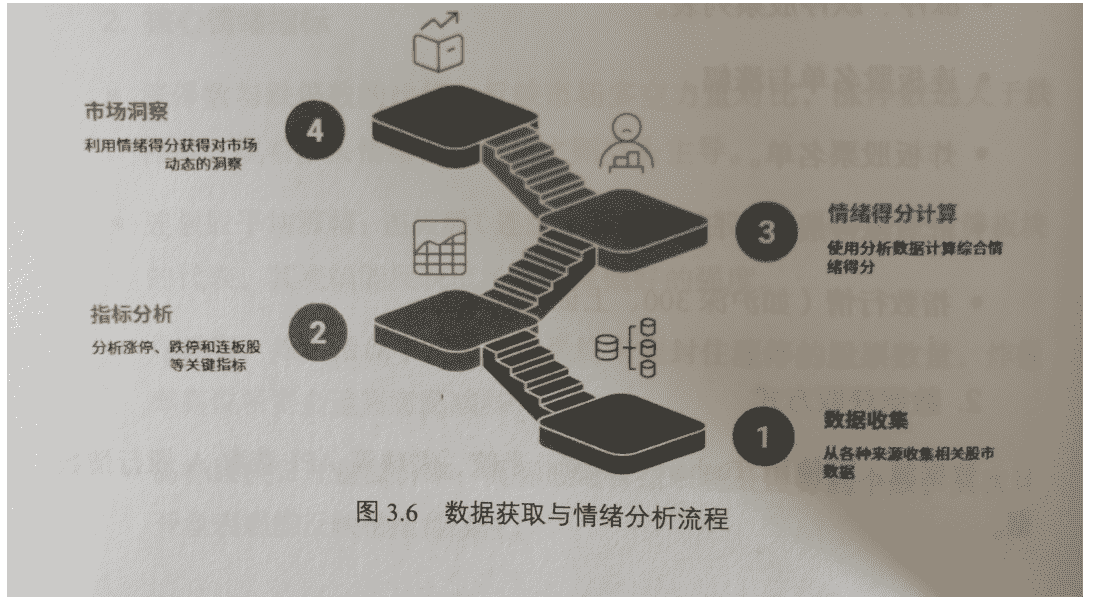 市场洞察
利用情绪得分获得对市场
动态的洞察
4
3
情绪得分计算
使用分析数据计算综合情
绪得分
指标分析
分析涨停、跌停和连板股
等关键指标
2
1
数据收集
从各种来源收集相关股市
数据
图 3.6 数据获取与情绪分析流程